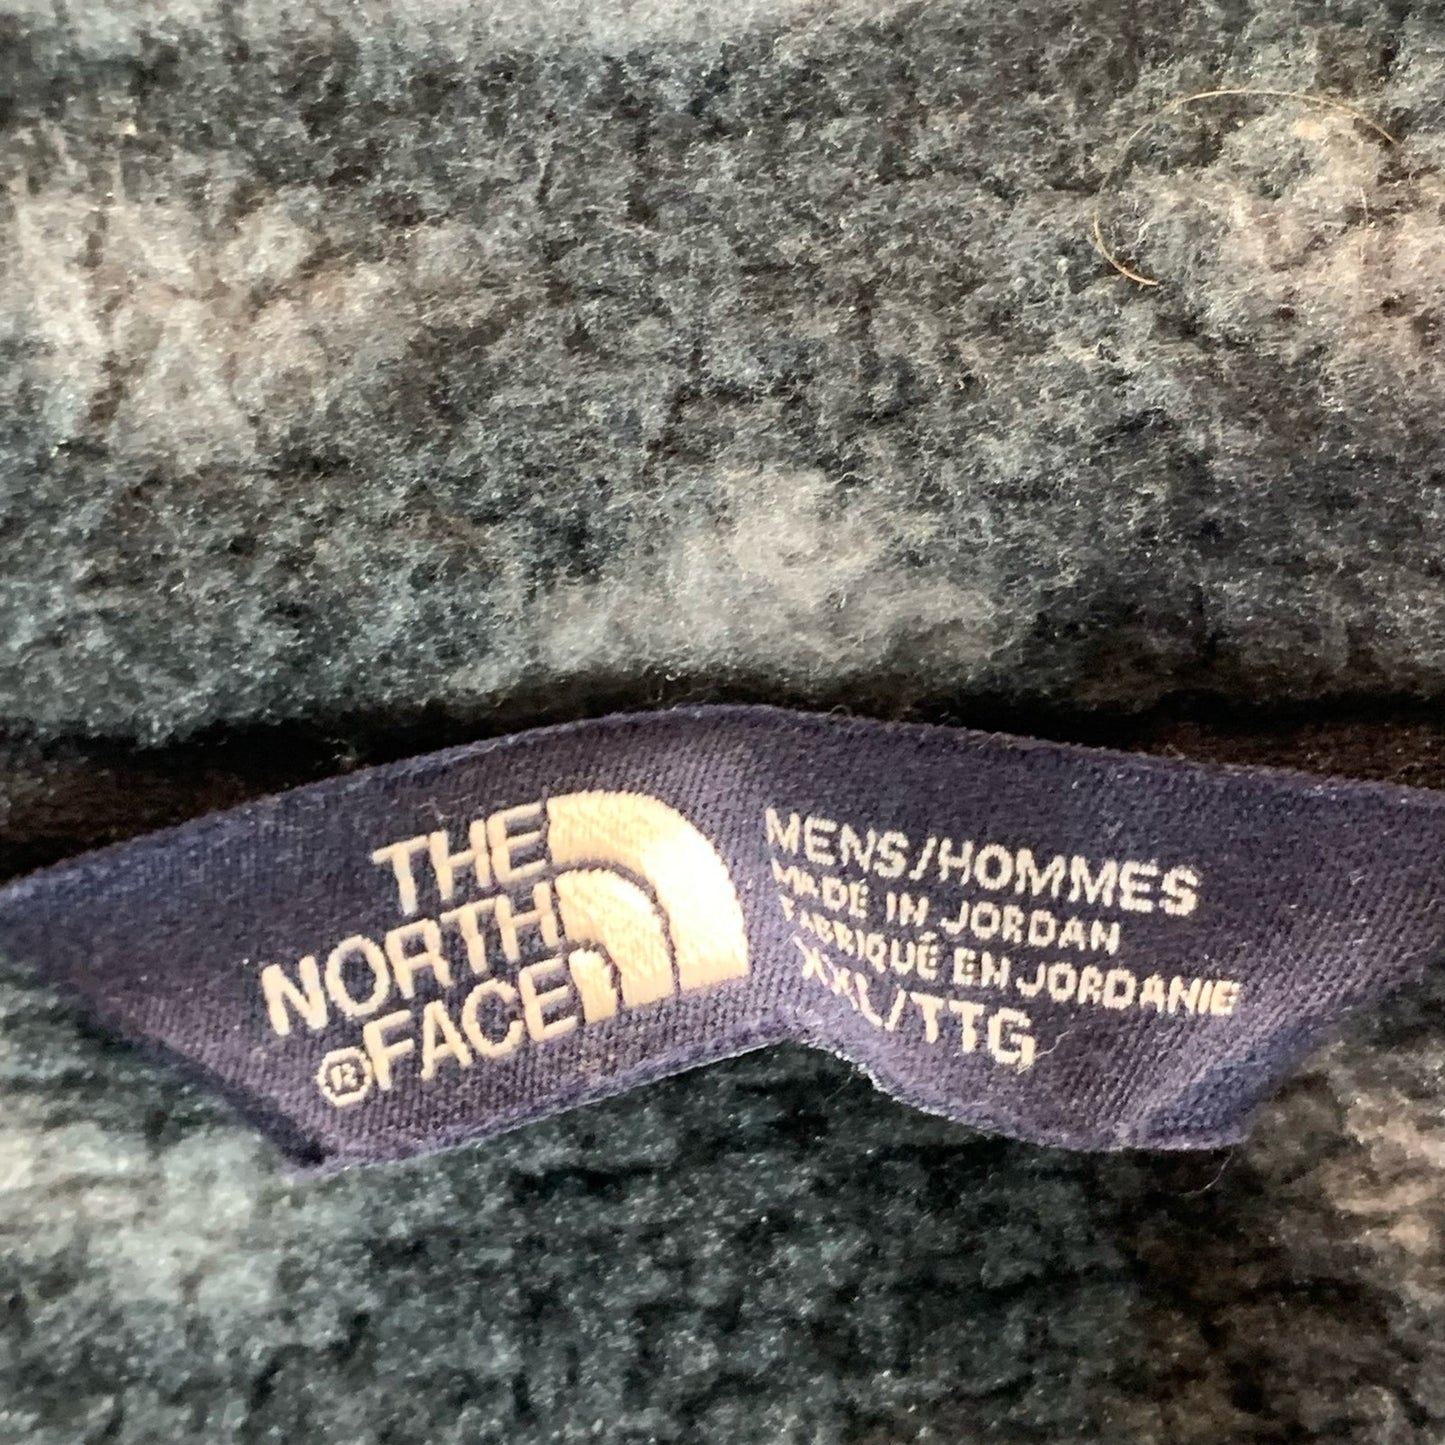 THE
NORTH
®FACE
MENS/HOMMES
MADE IN JORDAN
FABRIQUÉ EN JORDANIE
XXL/TTG